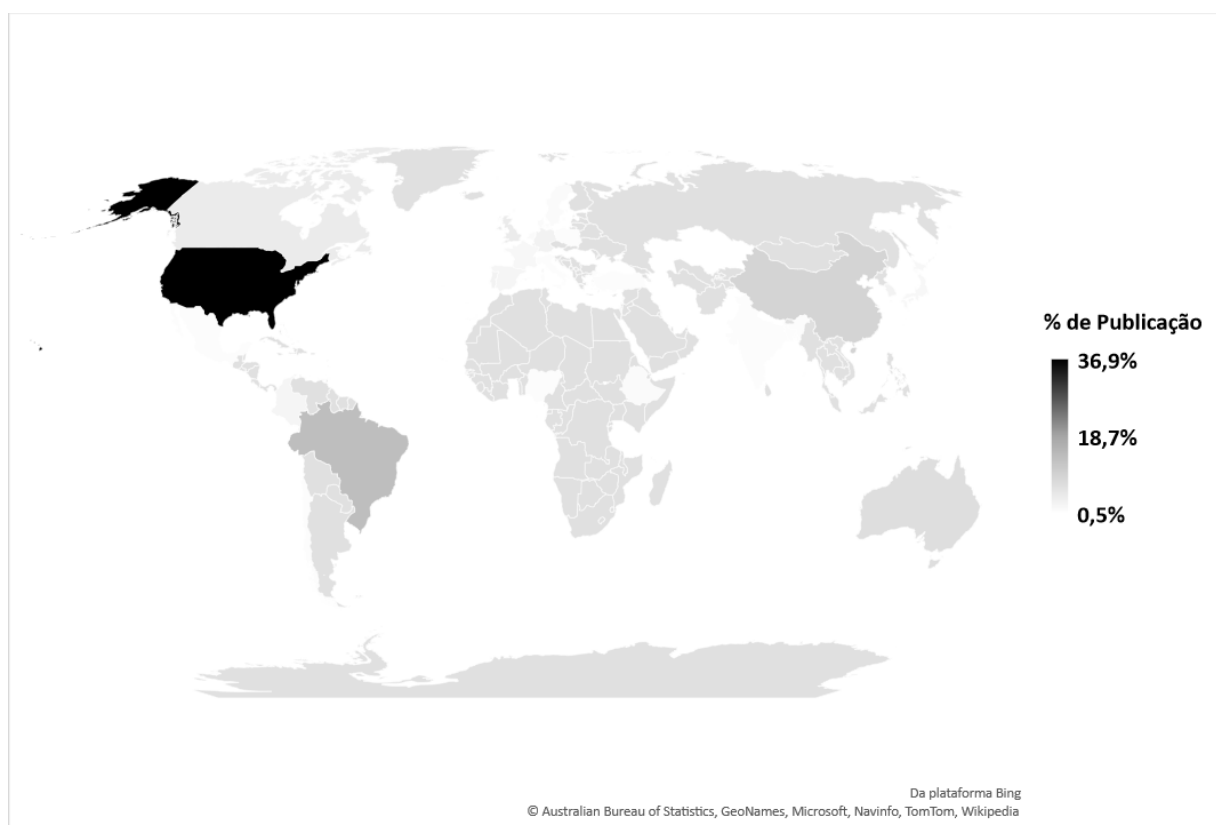 % de Publicação
36,9%
18,7%
0,5%
Da plataforma Bing
© Australian Bureau of Statistics, GeoNames, Microsoft, Navinfo, TomTom, Wikipedia